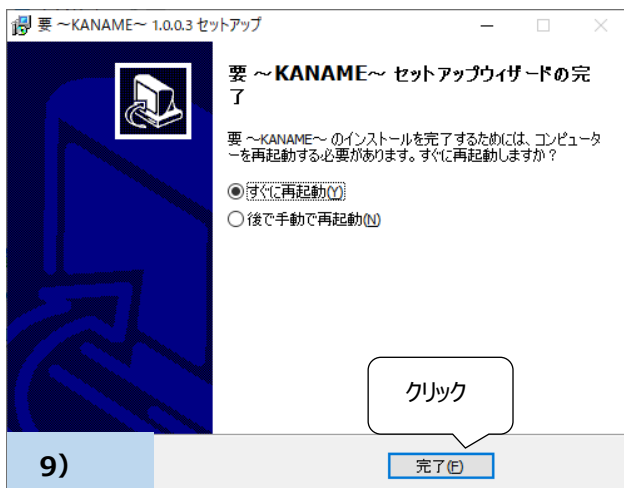 要 ～KANAME～ 1.0.0.3 セットアップ
要 ～KANAME～ セットアップウィザードの完
了
要 ～KANAME～ のインストールを完了するためには、コンピュータ
ーを再起動する必要があります。すぐに再起動しますか？
すぐに再起動(Y)
後で手動で再起動(N)
クリック
9）
完了(F)